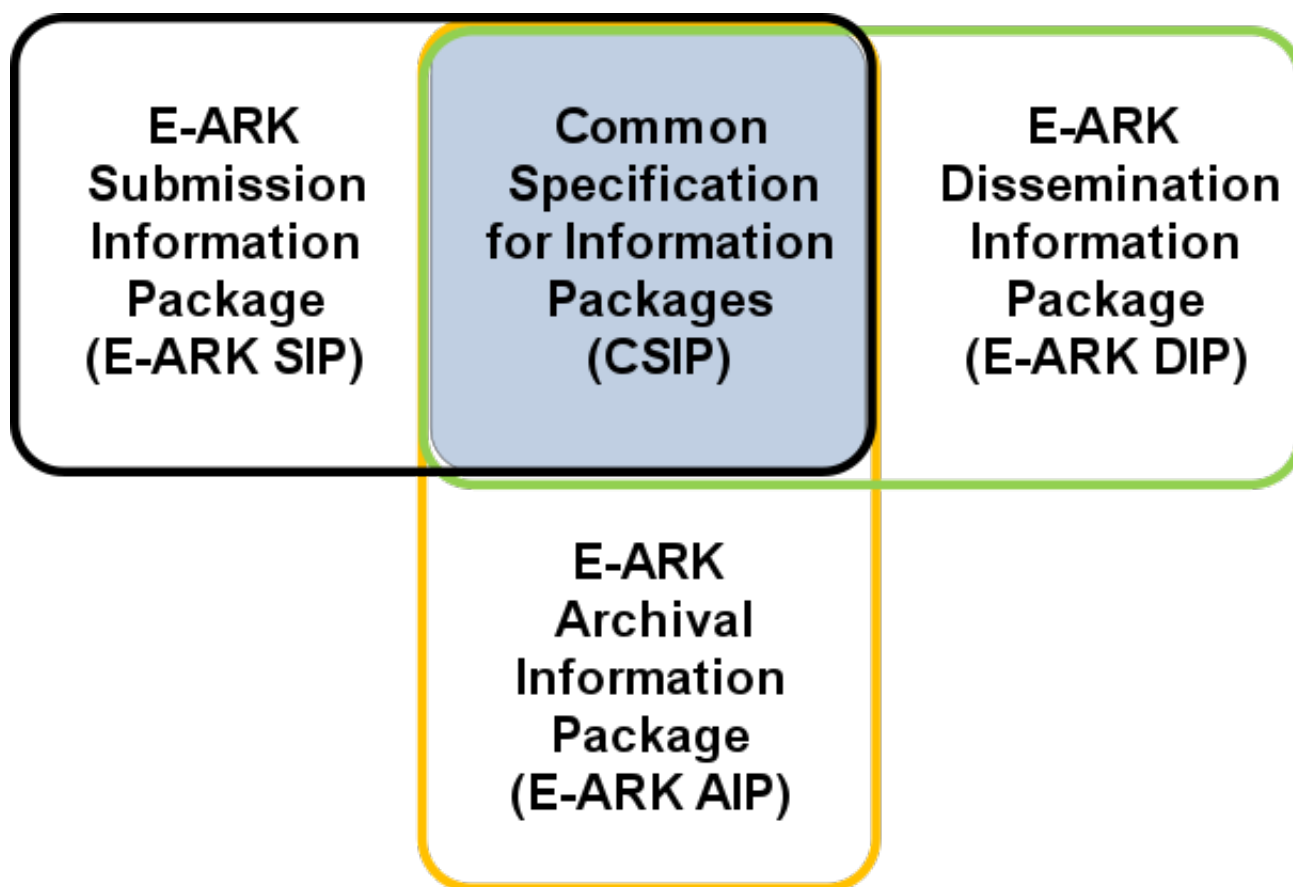 E-ARK
Submission
Information
Package
(E-ARK SIP)
Common
Specification
for Information
Packages
(CSIP)
E-ARK
Dissemination
Information
Package
(E-ARK DIP)
E-ARK
Archival
Information
Package
(E-ARK AIP)